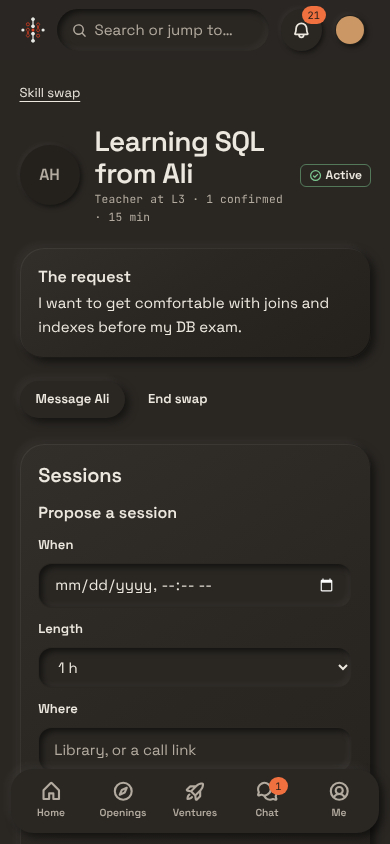 Search or jump to...
21
Skill swap
AH
Learning SQL
from Ali
Teacher at L3 · 1 confirmed
· 15 min
Active
The request
I want to get comfortable with joins and
indexes before my DB exam.
Message Ali
End swap
Sessions
Propose a session
When
mm/dd/yyyy, --:-- --
Length
1 h
Where
Library, or a call link
1
Home
Openings
Ventures
Chat
Me